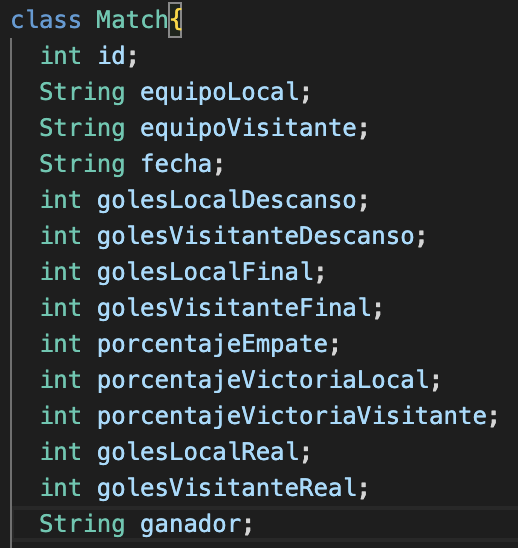 class Match{
int id;
String equipoLocal;
String equipoVisitante;
String fecha;
int golesLocalDescanso;
int golesVisitanteDescanso;
int golesLocalFinal;
int golesVisitanteFinal;
int porcentajeEmpate;
int porcentajeVictoriaLocal;
int porcentajeVictoriaVisitante;
int golesLocalReal;
int golesVisitanteReal;
String ganador;